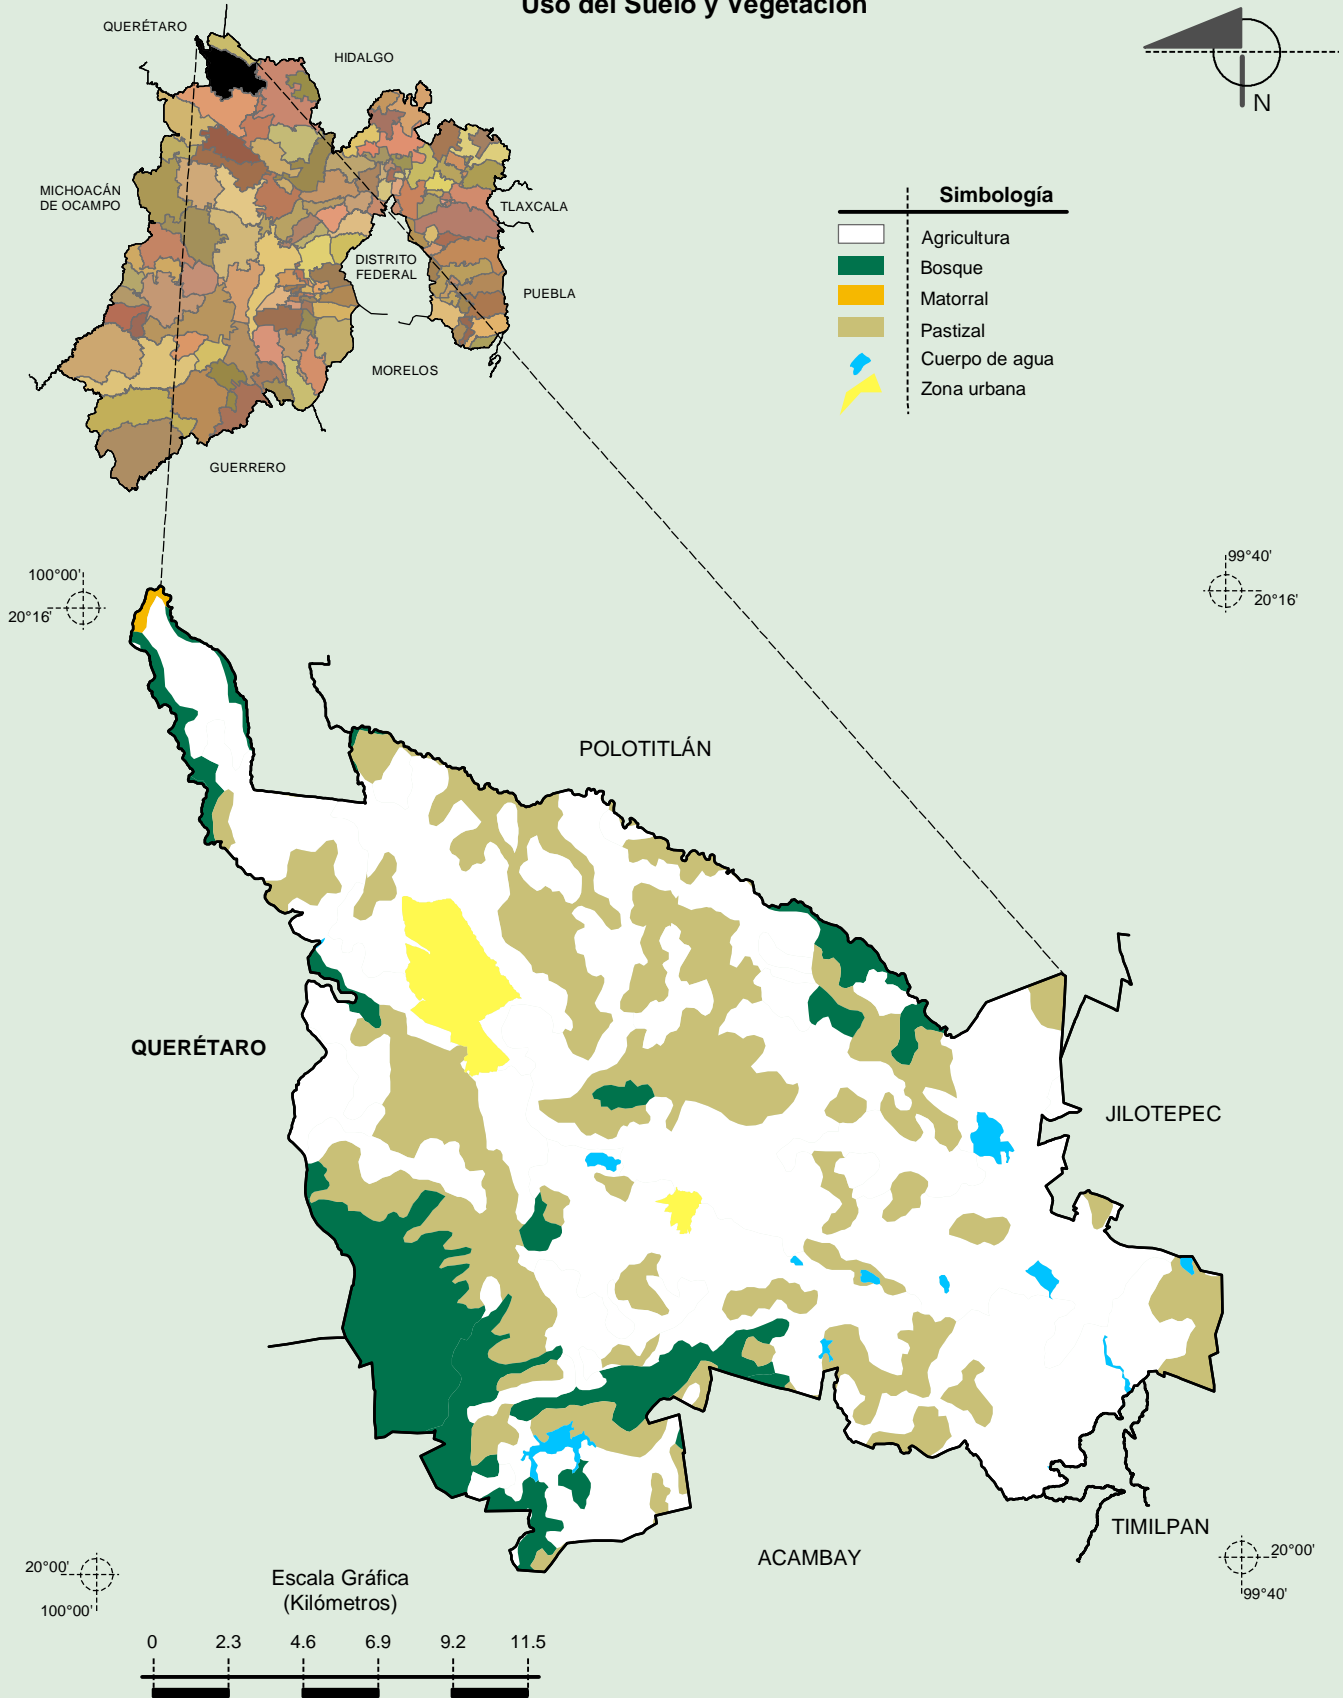 Uso del Suelo y Vegetación
QUERÉTARO
HIDALGO
N
MICHOACÁN
DE OCAMPO
TLAXCALA
DISTRITO
FEDERAL
PUEBLA
MORELOS
GUERRERO
Simbología
Agricultura
Bosque
Matorral
Pastizal
Cuerpo de agua
Zona urbana
100°00'
20°16'
99°40'
20°16'
POLOTITLÁN
QUERÉTARO
JILOTEPEC
TIMILPAN
ACAMBAY
20°00'
100°00'
20°00'
99°40'
Escala Gráfica
(Kilómetros)
0 2.3 4.6 6.9 9.2 11.5